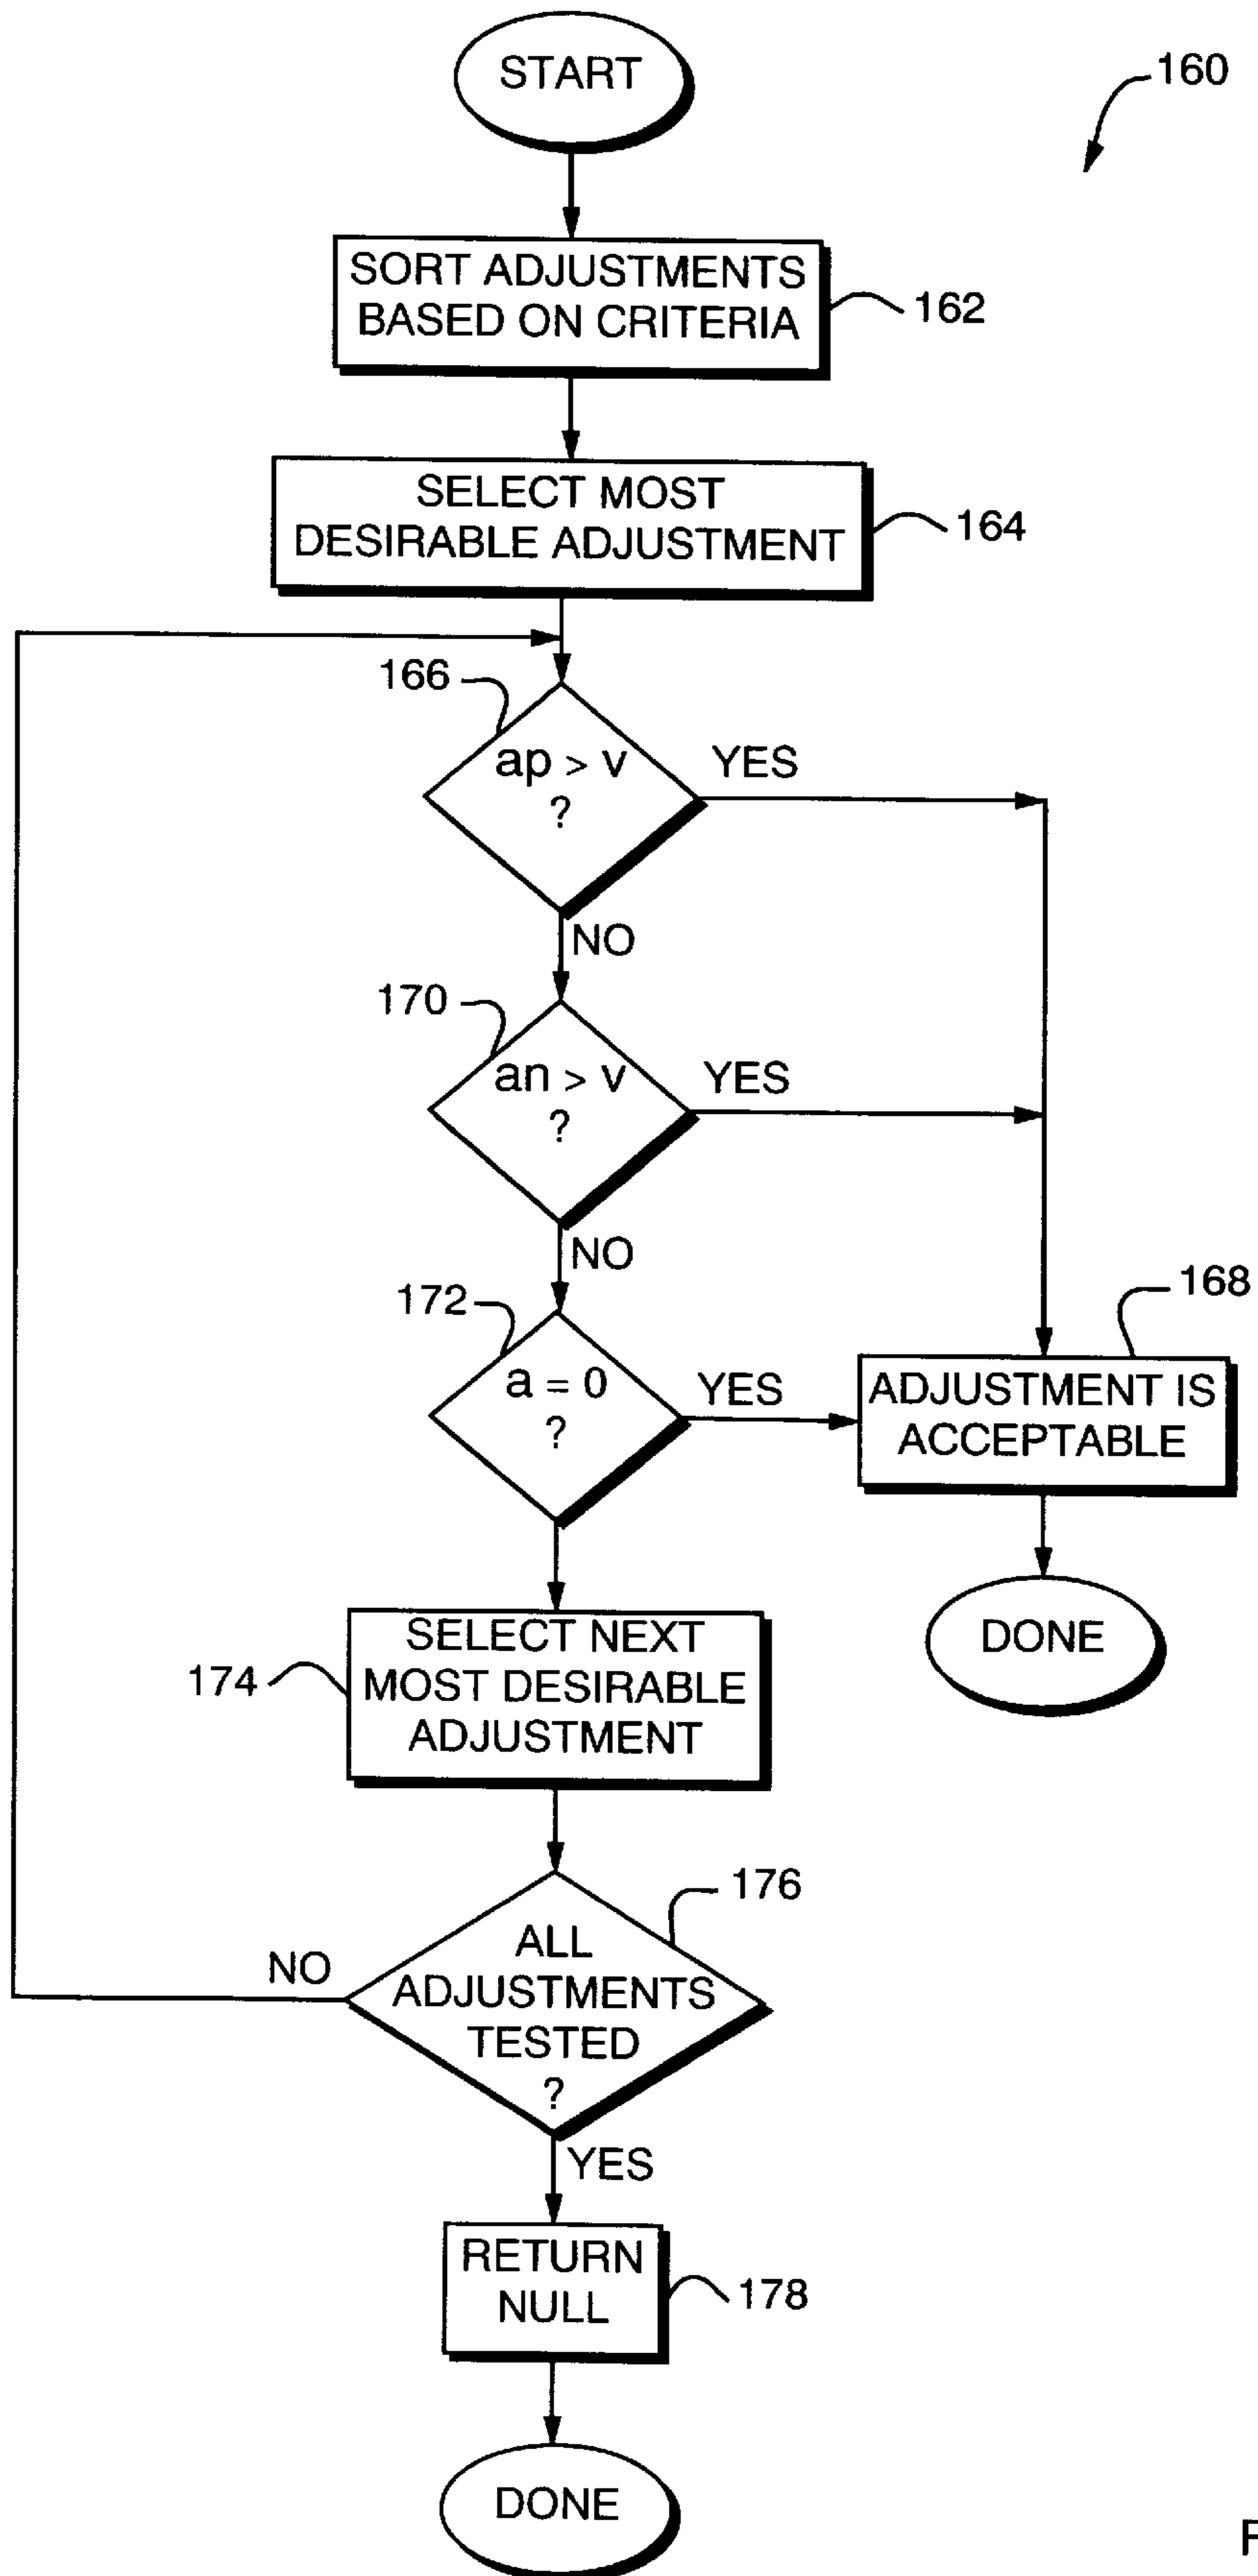 START
160
SORT ADJUSTMENTS
BASED ON CRITERIA
162
SELECT MOST
DESIRABLE ADJUSTMENT
164
166
ap > v
?
YES
NO
170
an > v
?
YES
NO
172
a = 0
?
YES
168
ADJUSTMENT IS
ACCEPTABLE
DONE
174
SELECT NEXT
MOST DESIRABLE
ADJUSTMENT
176
ALL
ADJUSTMENTS
TESTED
?
NO
YES
RETURN
NULL
178
DONE